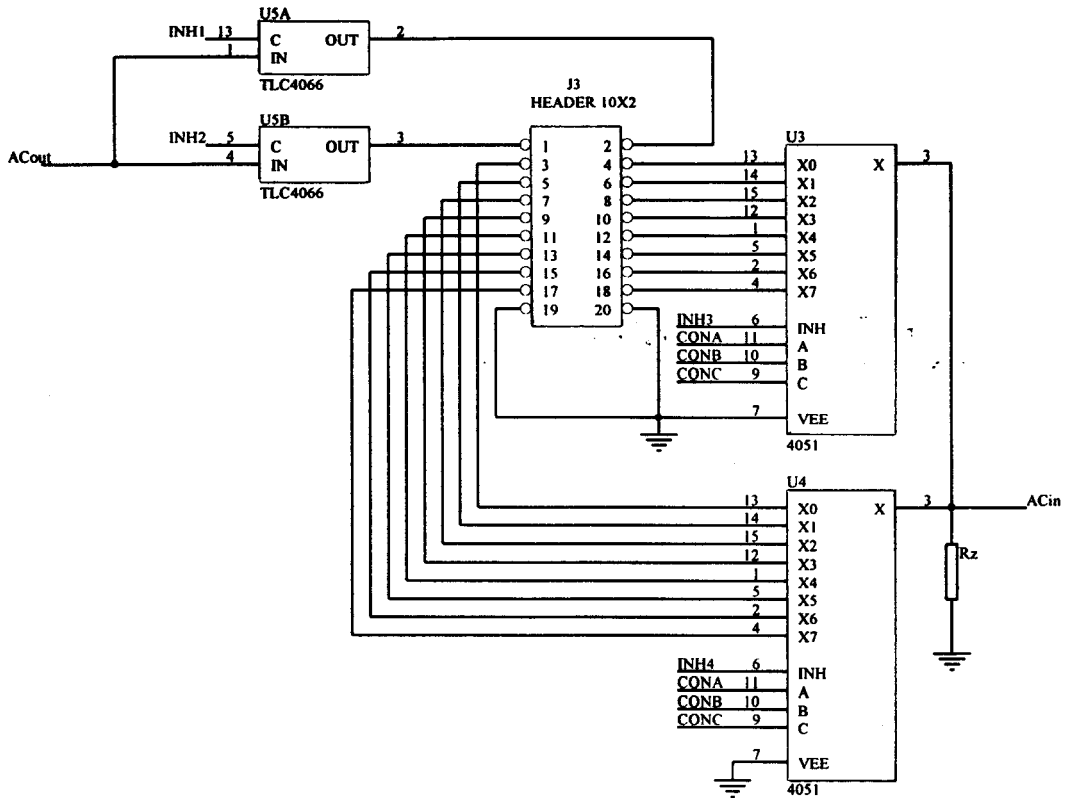 U5A
INH1 13 C OUT 2
1 IN
TLC4066
U5B
INH2 5 C OUT 3
ACout 4 IN
TLC4066
J3
HEADER 10X2
1 2
3 4
5 6
7 8
9 10
11 12
13 14
15 16
17 18
19 20
U3
13 X0 X 3
14 X1
15 X2
12 X3
1 X4
5 X5
2 X6
4 X7
INH3 6 INH
CONA 11 A
CONB 10 B
CONC 9 C
7 VEE
4051
U4
13 X0 X 3 ACin
14 X1
15 X2
12 X3
1 X4
5 X5
2 X6
4 X7
Rz
INH4 6 INH
CONA 11 A
CONB 10 B
CONC 9 C
7 VEE
4051